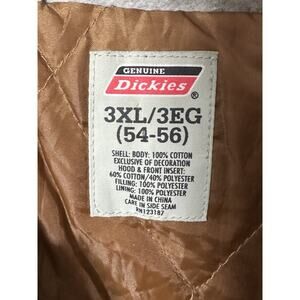 GENUINE
Dickies
®
3XL/3EG
(54-56)
SHELL: BODY: 100% COTTON
EXCLUSIVE OF DECORATION
HOOD & FRONT INSERT:
60% COTTON/40% POLYESTER
FILLING: 100% POLYESTER
LINING: 100% POLYESTER
MADE IN CHINA
CARE IN SIDE SEAM
RN123187